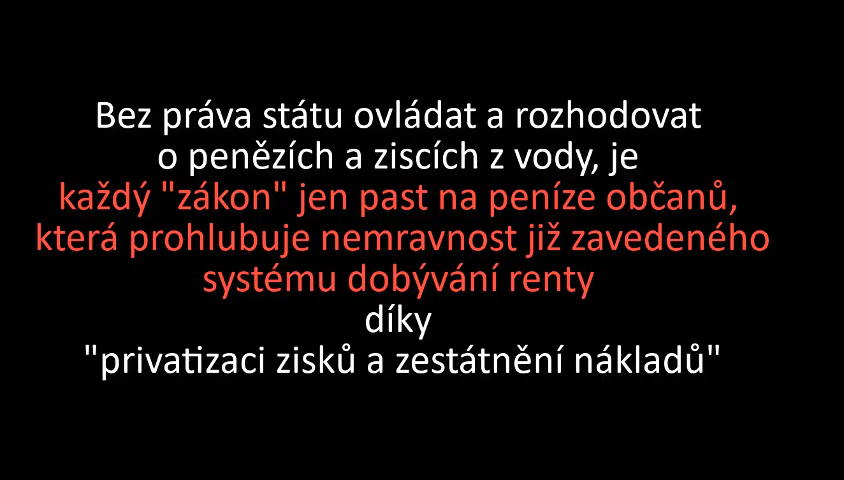 Bez práva státu ovládat a rozhodovat
o penězích a ziscích z vody, je
každý "zákon" jen past na peníze občanů,
která prohlubuje nemravnost již zavedeného
systému dobývání renty
díky
"privatizaci zisků a zestátnění nákladů"